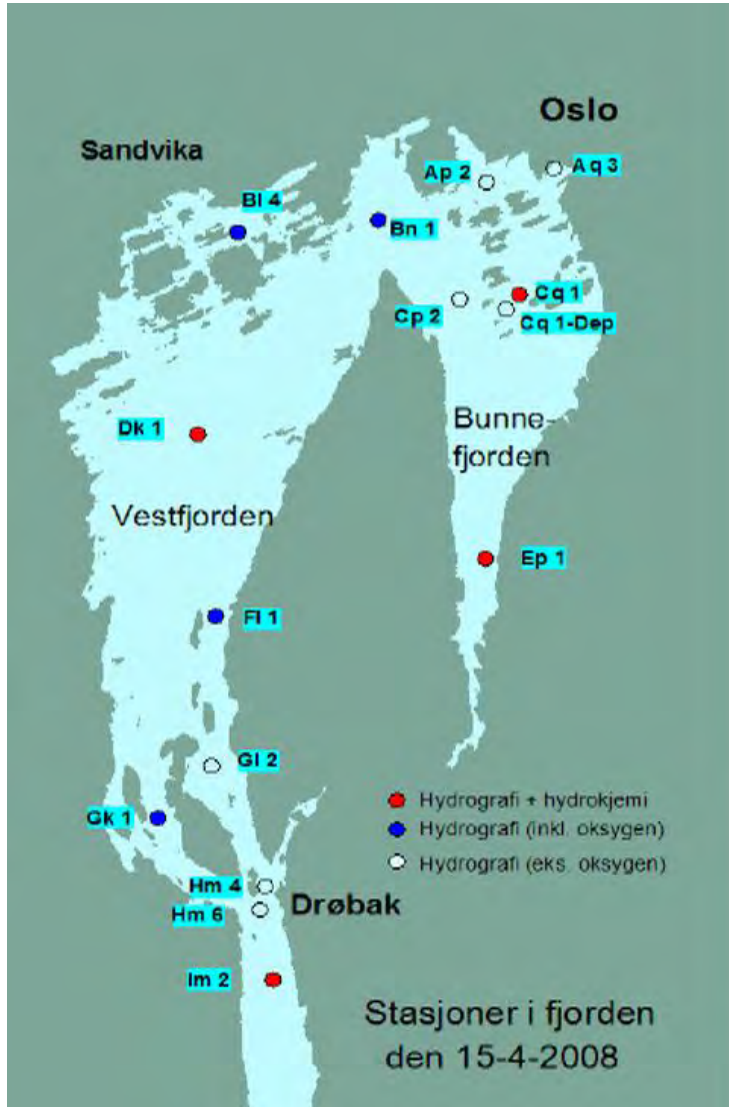 Oslo
Sandvika
Aq 3
Ap 2
Bl 4
Bn 1
Cq 1
Cp 2
Cq 1-Dep
Dk 1
Bunne-
fjorden
Vestfjorden
Ep 1
Fl 1
Gl 2
Hydrografi + hydrokjemi
Gk 1
Hydrografi (inkl. oksygen)
Hydrografi (eks. oksygen)
Hm 4
Drøbak
Hm 6
Im 2
Stasjoner i fjorden
den 15-4-2008